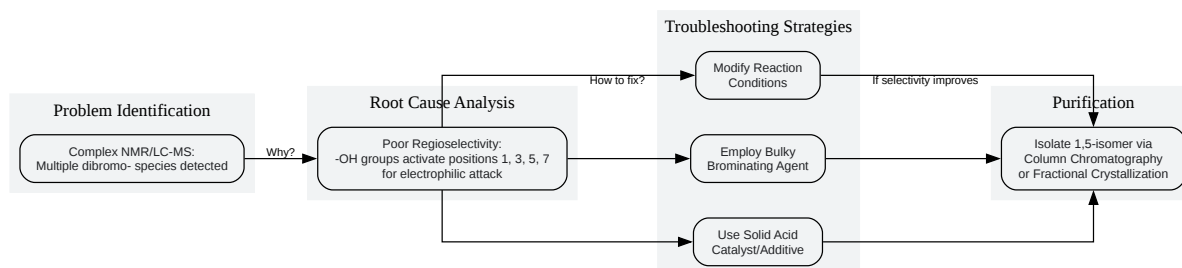 Troubleshooting Strategies
Problem Identification
Complex NMR/LC-MS:
Multiple dibromo- species detected
Why?
Root Cause Analysis
Poor Regioselectivity:
-OH groups activate positions 1, 3, 5, 7
for electrophilic attack
How to fix?
Modify Reaction
Conditions
Employ Bulky
Brominating Agent
Use Solid Acid
Catalyst/Additive
If selectivity improves
Purification
Isolate 1,5-isomer via
Column Chromatography
or Fractional Crystallization